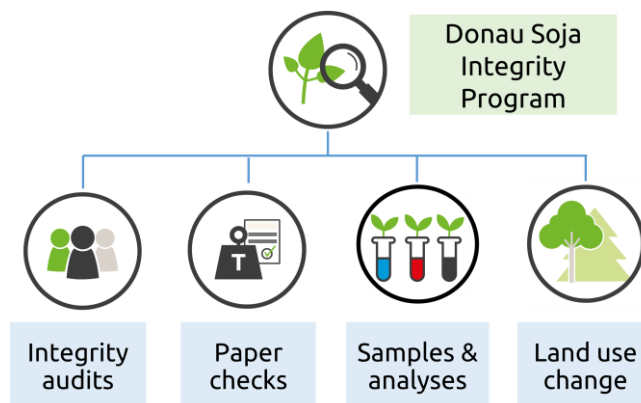 Donau Soja
Integrity
Program
T
Integrity
audits
Paper
checks
Samples &
analyses
Land use
change